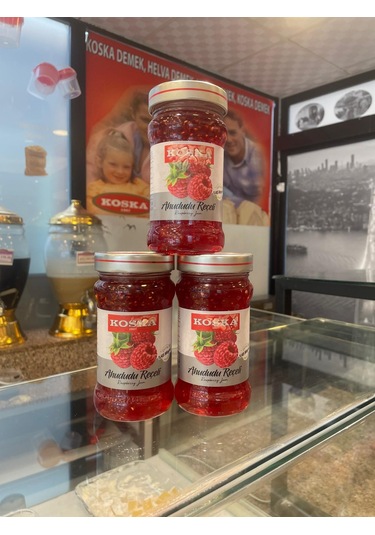 KOSKA DEMEK, HELVA DEMEK, KOSKA DEMEK
KOSKA
KOSKA
Ahududu Reçeli
Raspberry Jam
KOSKA
Ahududu Reçeli
Raspberry Jam
KOSKA
Ahududu Reçeli
Raspberry Jam